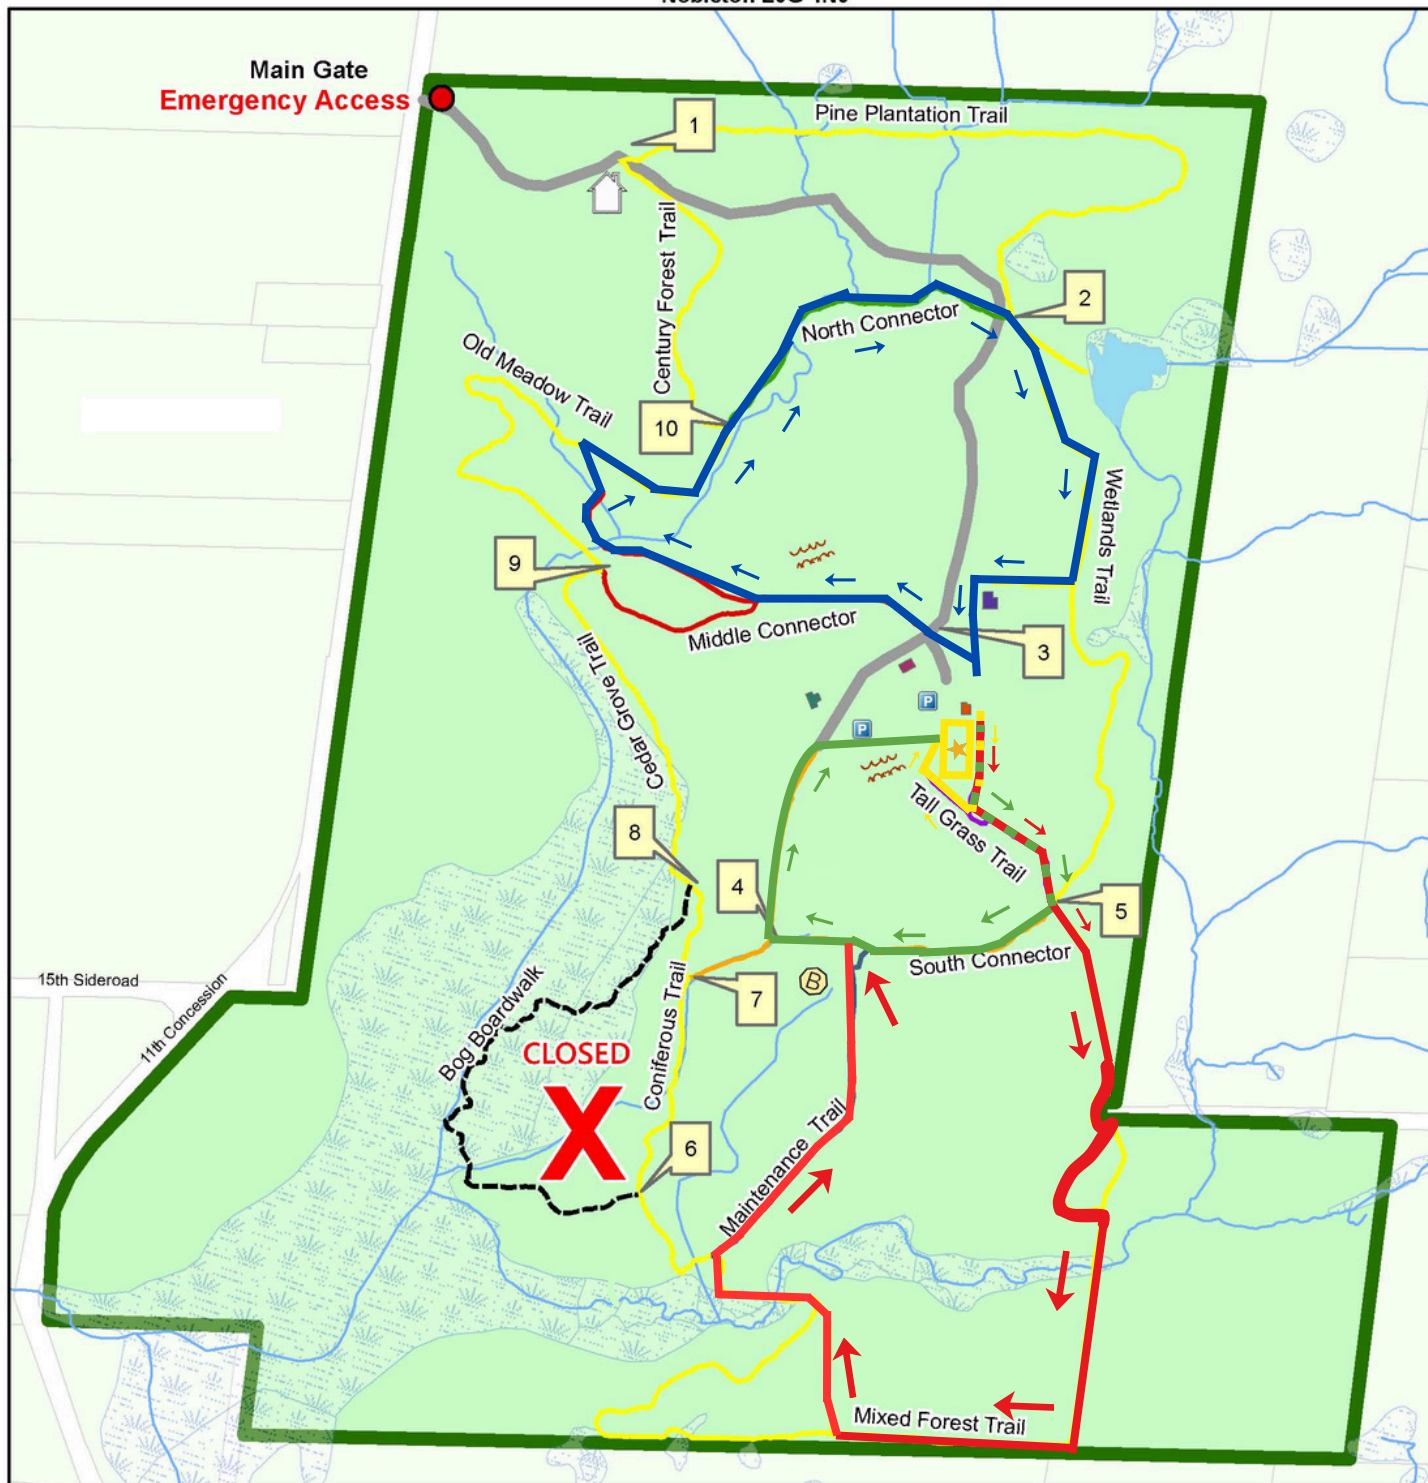 Main Gate
Emergency Access
1
Pine Plantation Trail
Century Forest Trail
2
North Connector
Old Meadow Trail
10
Wetlands Trail
9
Middle Connector
3
Cedar Grove Trail
P
P
Tall Grass Trail
8
4
5
South Connector
15th Sideroad
11th Concession
Bog Boardwalk
Coniferous Trail
7
B
CLOSED
X
6
Maintenance Trail
Mixed Forest Trail